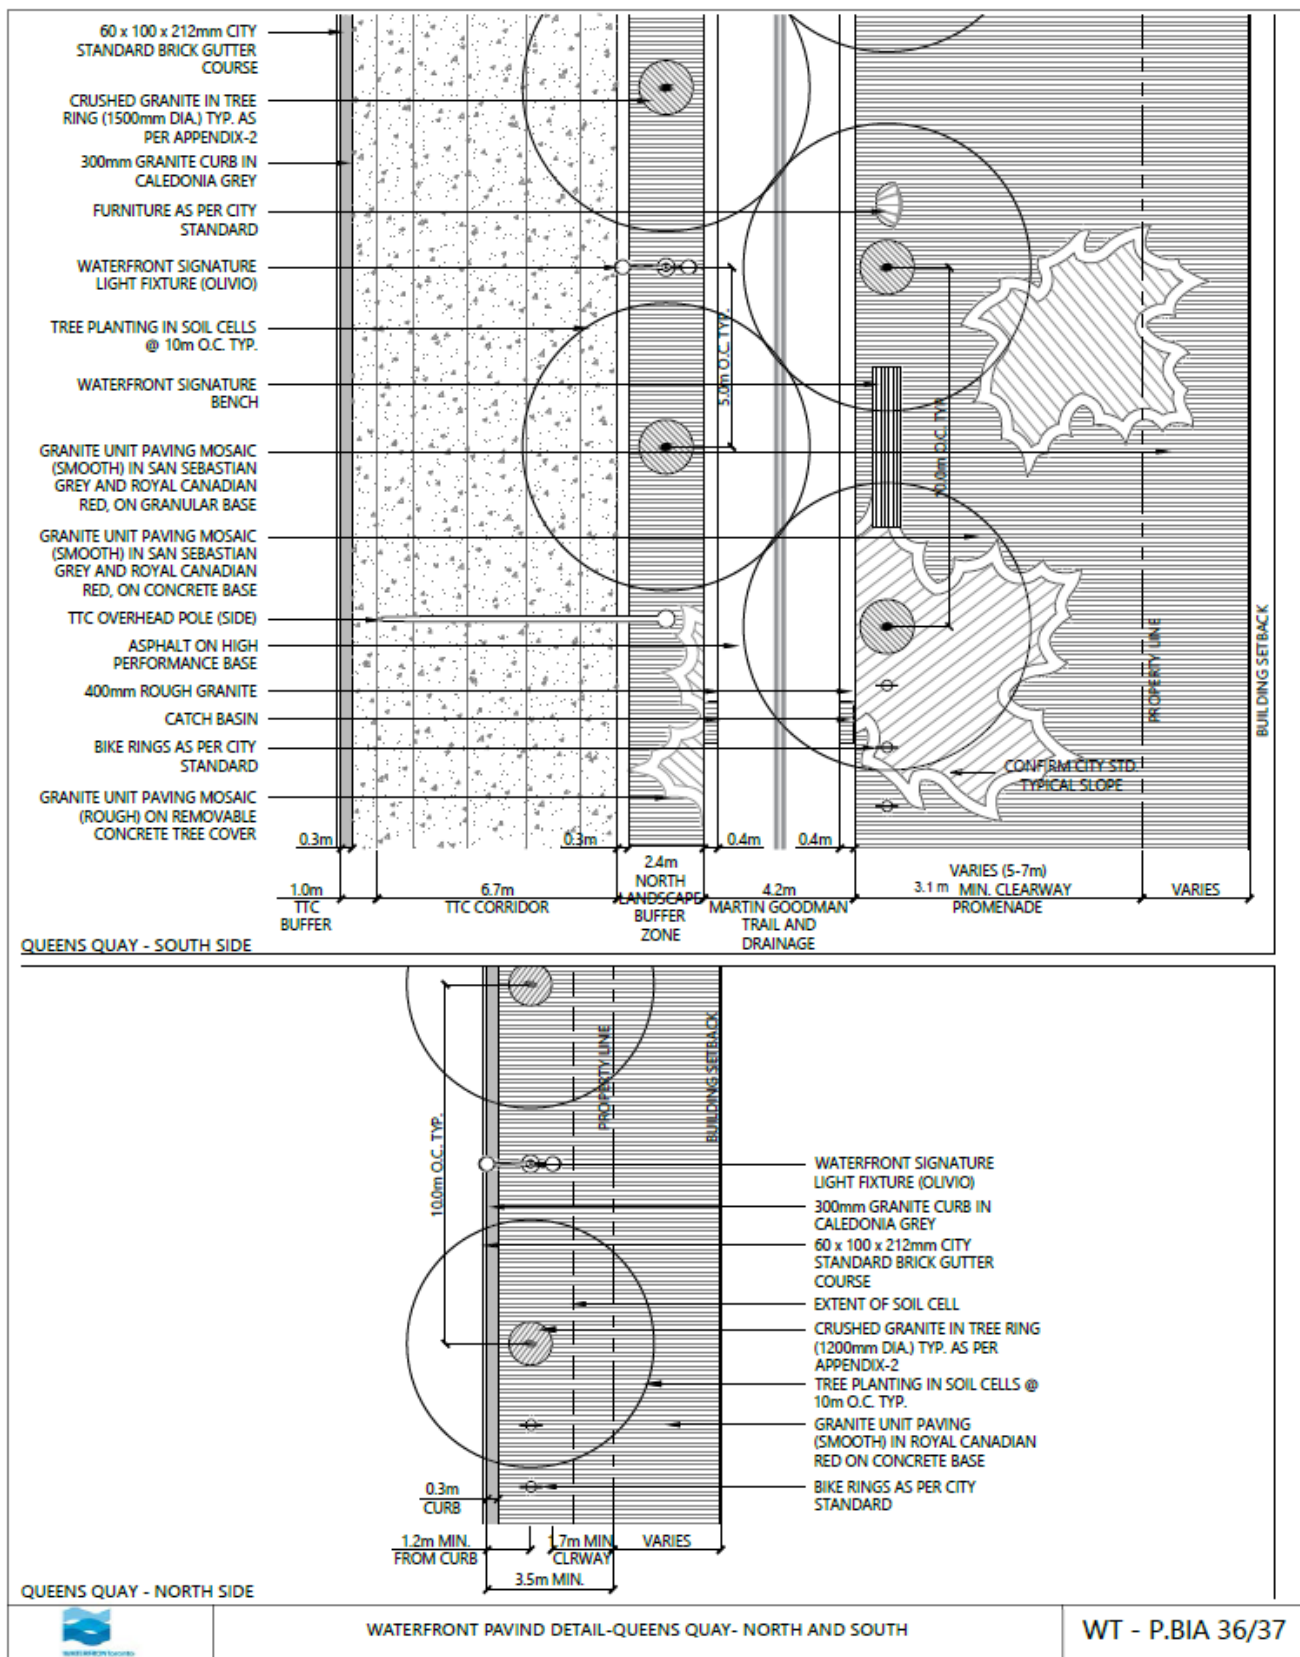 60 x 100 x 212mm CITY
STANDARD BRICK GUTTER
COURSE
CRUSHED GRANITE IN TREE
RING (1500mm DIA.) TYP. AS
PER APPENDIX-2
300mm GRANITE CURB IN
CALEDONIA GREY
FURNITURE AS PER CITY
STANDARD
WATERFRONT SIGNATURE
LIGHT FIXTURE (OLIVIO)
TREE PLANTING IN SOIL CELLS
@ 10m O.C. TYP.
WATERFRONT SIGNATURE
BENCH
GRANITE UNIT PAVING MOSAIC
(SMOOTH) IN SAN SEBASTIAN
GREY AND ROYAL CANADIAN
RED, ON GRANULAR BASE
GRANITE UNIT PAVING MOSAIC
(SMOOTH) IN SAN SEBASTIAN
GREY AND ROYAL CANADIAN
RED, ON CONCRETE BASE
TTC OVERHEAD POLE (SIDE)
ASPHALT ON HIGH
PERFORMANCE BASE
400mm ROUGH GRANITE
CATCH BASIN
BIKE RINGS AS PER CITY
STANDARD
GRANITE UNIT PAVING MOSAIC
(ROUGH) ON REMOVABLE
CONCRETE TREE COVER
5.0m O.C. TYP.
10.0m O.C. TYP.
PROPERTY LINE
BUILDING SETBACK
CONFIRM CITY STD.
TYPICAL SLOPE
0.3m
0.3m
0.4m
0.4m
1.0m
TTC
BUFFER
6.7m
TTC CORRIDOR
2.4m
NORTH
LANDSCAPE
BUFFER
ZONE
4.2m
MARTIN GOODMAN
TRAIL AND
DRAINAGE
VARIES (5-7m)
3.1 m MIN. CLEARWAY
PROMENADE
VARIES
QUEENS QUAY - SOUTH SIDE
10.0m O.C. TYP.
PROPERTY LINE
BUILDING SETBACK
WATERFRONT SIGNATURE
LIGHT FIXTURE (OLIVIO)
300mm GRANITE CURB IN
CALEDONIA GREY
60 x 100 x 212mm CITY
STANDARD BRICK GUTTER
COURSE
EXTENT OF SOIL CELL
CRUSHED GRANITE IN TREE RING
(1200mm DIA.) TYP. AS PER
APPENDIX-2
TREE PLANTING IN SOIL CELLS @
10m O.C. TYP.
GRANITE UNIT PAVING
(SMOOTH) IN ROYAL CANADIAN
RED ON CONCRETE BASE
BIKE RINGS AS PER CITY
STANDARD
0.3m
CURB
1.2m MIN.
FROM CURB
1.7m MIN
CLRWAY
VARIES
3.5m MIN.
QUEENS QUAY - NORTH SIDE
WATERFRONT PAVIND DETAIL-QUEENS QUAY- NORTH AND SOUTH
WT - P.BIA 36/37